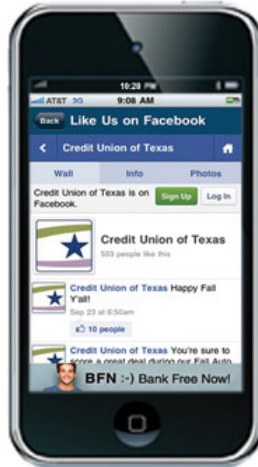 10:28 PM
AT&T 3G 9:08 AM
Back Like Us on Facebook
Credit Union of Texas
Wall Info Photos
Credit Union of Texas is on
Facebook.
Sign Up Log In
Credit Union of Texas
553 people like this
Credit Union of Texas Happy Fall
Y'all!
Sep 23 at 6:50am
10 people
Credit Union of Texas You're sure to
score a great deal during our Fall Auto
BFN :-) Bank Free Now!